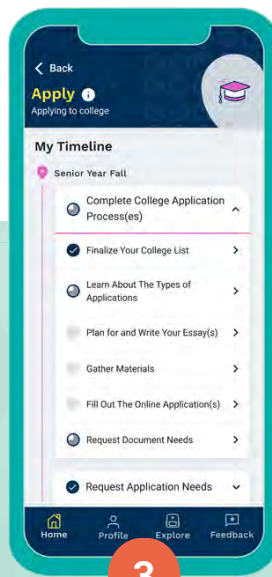 Back
Apply i
Applying to college
My Timeline
Senior Year Fall
Complete College Application
Process(es)
Finalize Your College List
Learn About The Types of
Applications
Plan for and Write Your Essay(s)
Gather Materials
Fill Out The Online Application(s)
Request Document Needs
Request Application Needs
Home Profile Explore Feedback
3